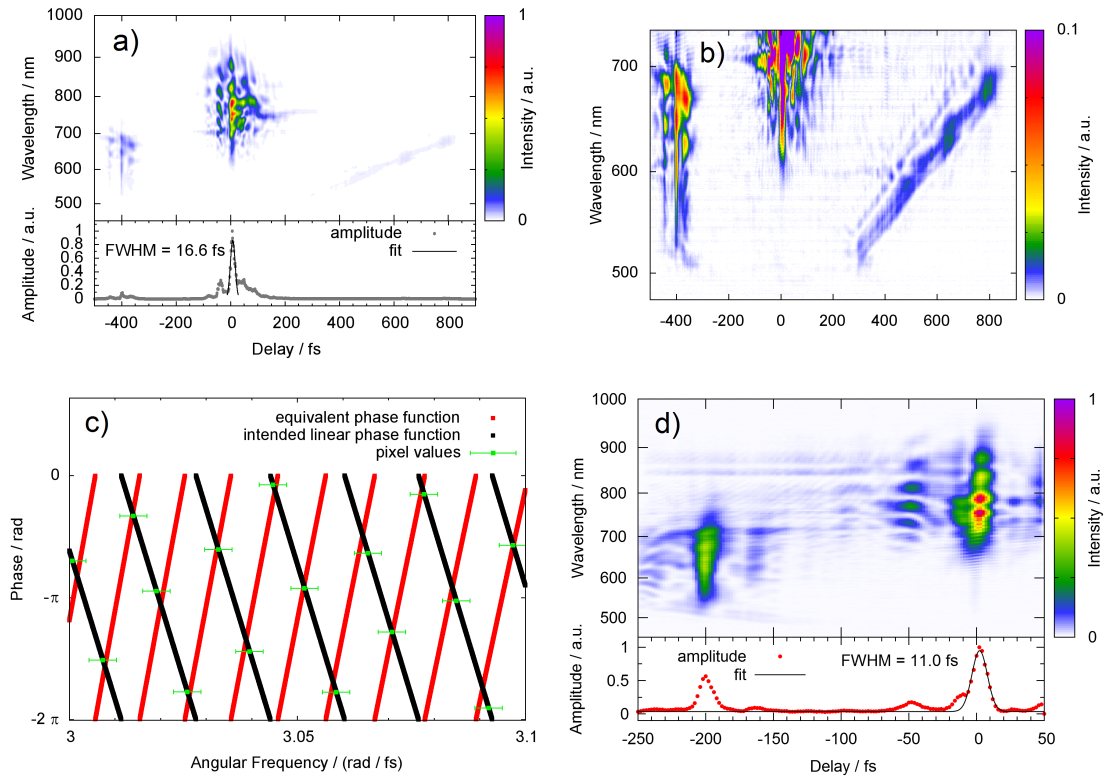 a)
1000
900
800
700
600
500
Wavelength / nm
1
0
Intensity / a.u.
1
0.8
0.6
0.4
0.2
0
Amplitude / a.u.
FWHM = 16.6 fs
amplitude
fit
-400 -200 0 200 400 600 800
Delay / fs
b)
700
600
500
Wavelength / nm
-400 -200 0 200 400 600 800
0.1
0
Intensity / a.u.
c)
equivalent phase function
intended linear phase function
pixel values
0
-π
-2 π
Phase / rad
3 3.05 3.1
Angular Frequency / (rad / fs)
d)
1000
900
800
700
600
500
Wavelength / nm
1
0
Intensity / a.u.
1
0.5
0
Amplitude / a.u.
amplitude
fit
FWHM = 11.0 fs
-250 -200 -150 -100 -50 0 50
Delay / fs